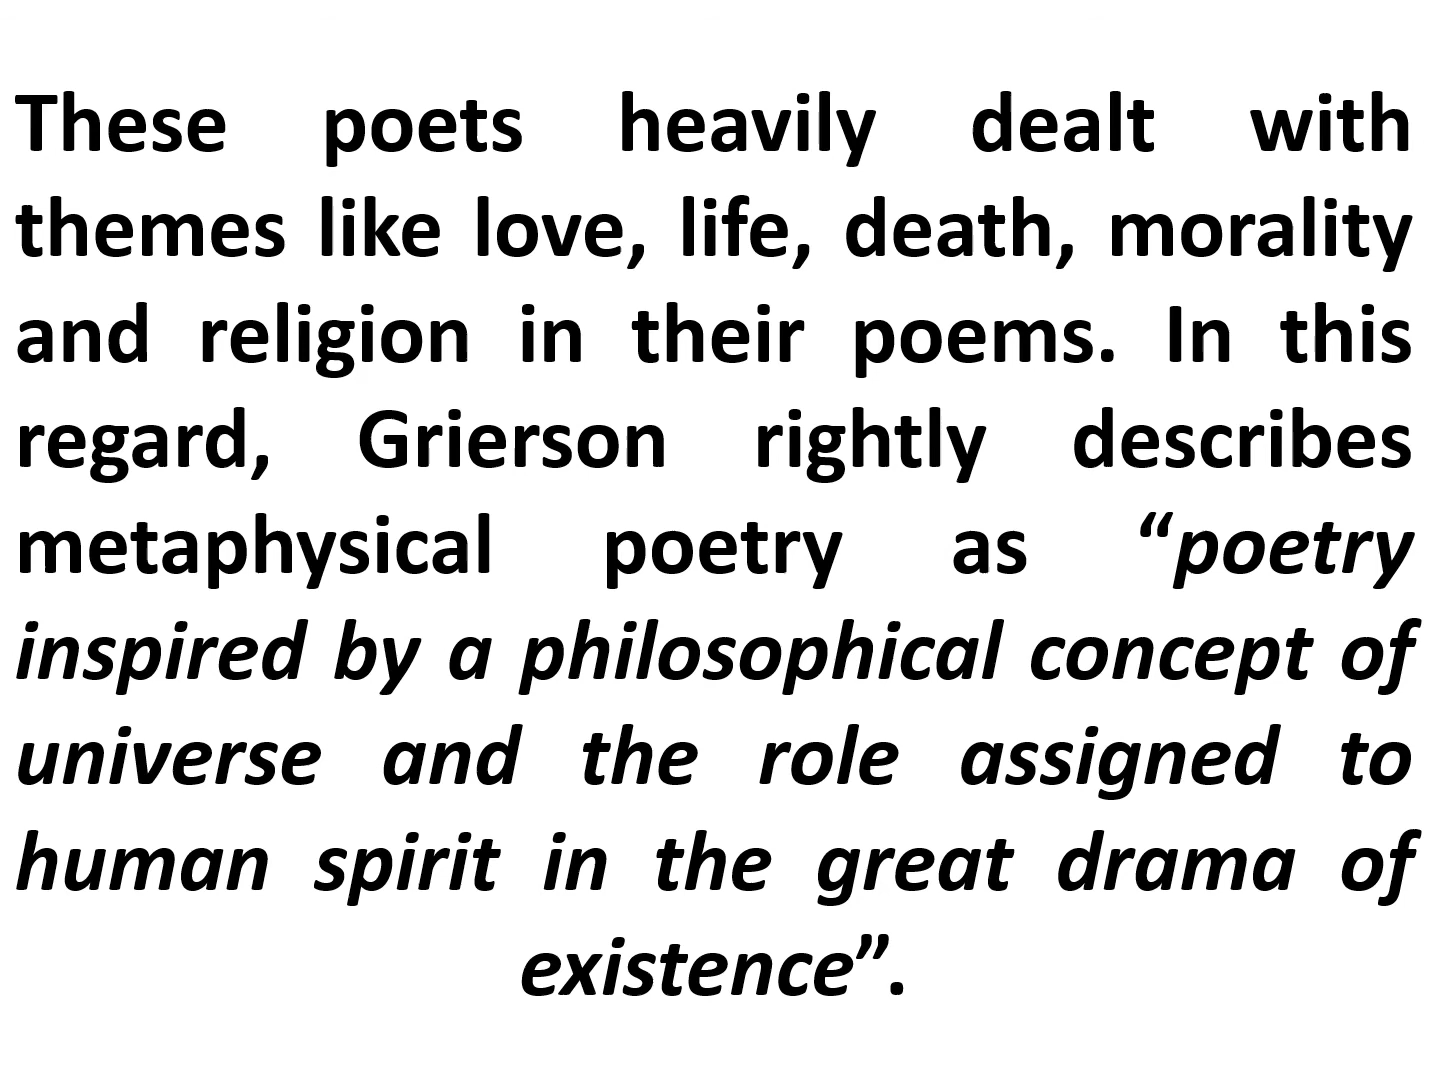 These poets heavily dealt with
themes like love, life, death, morality
and religion in their poems. In this
regard, Grierson rightly describes
metaphysical poetry as “poetry
inspired by a philosophical concept of
universe and the role assigned to
human spirit in the great drama of
existence”.